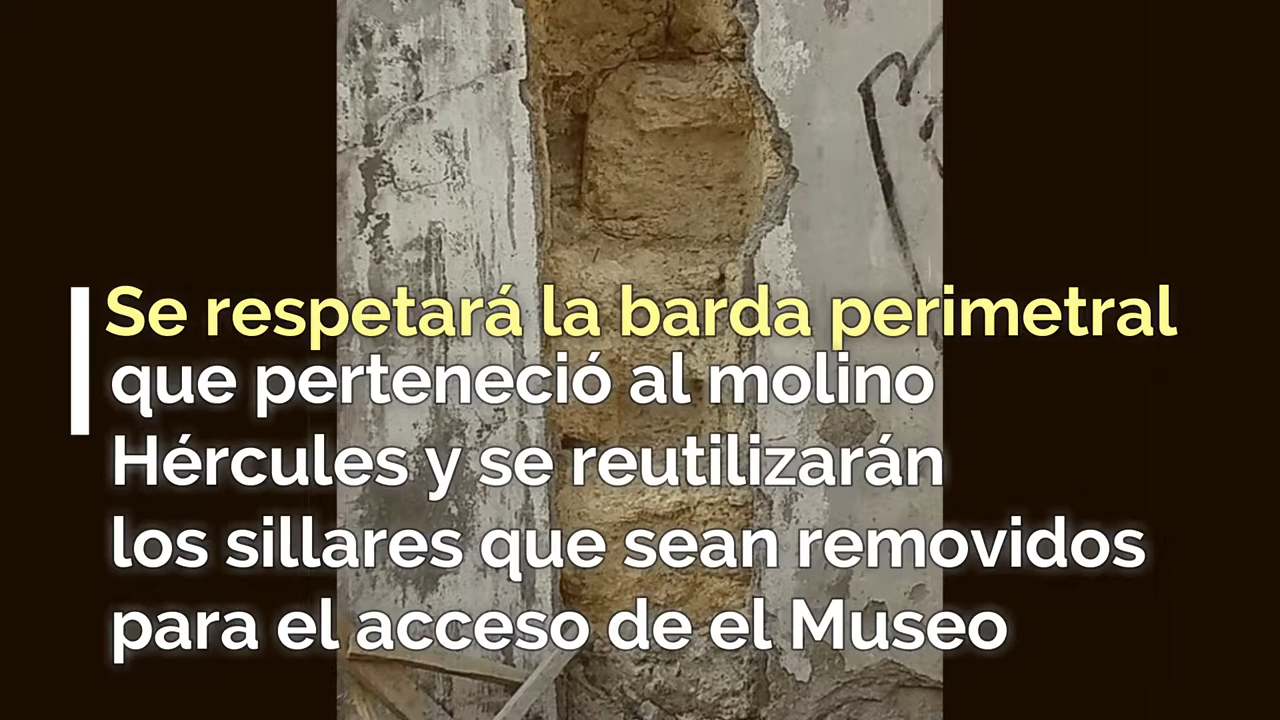 Se respetará la barda perimetral
que perteneció al molino
Hércules y se reutilizarán
los sillares que sean removidos
para el acceso de el Museo